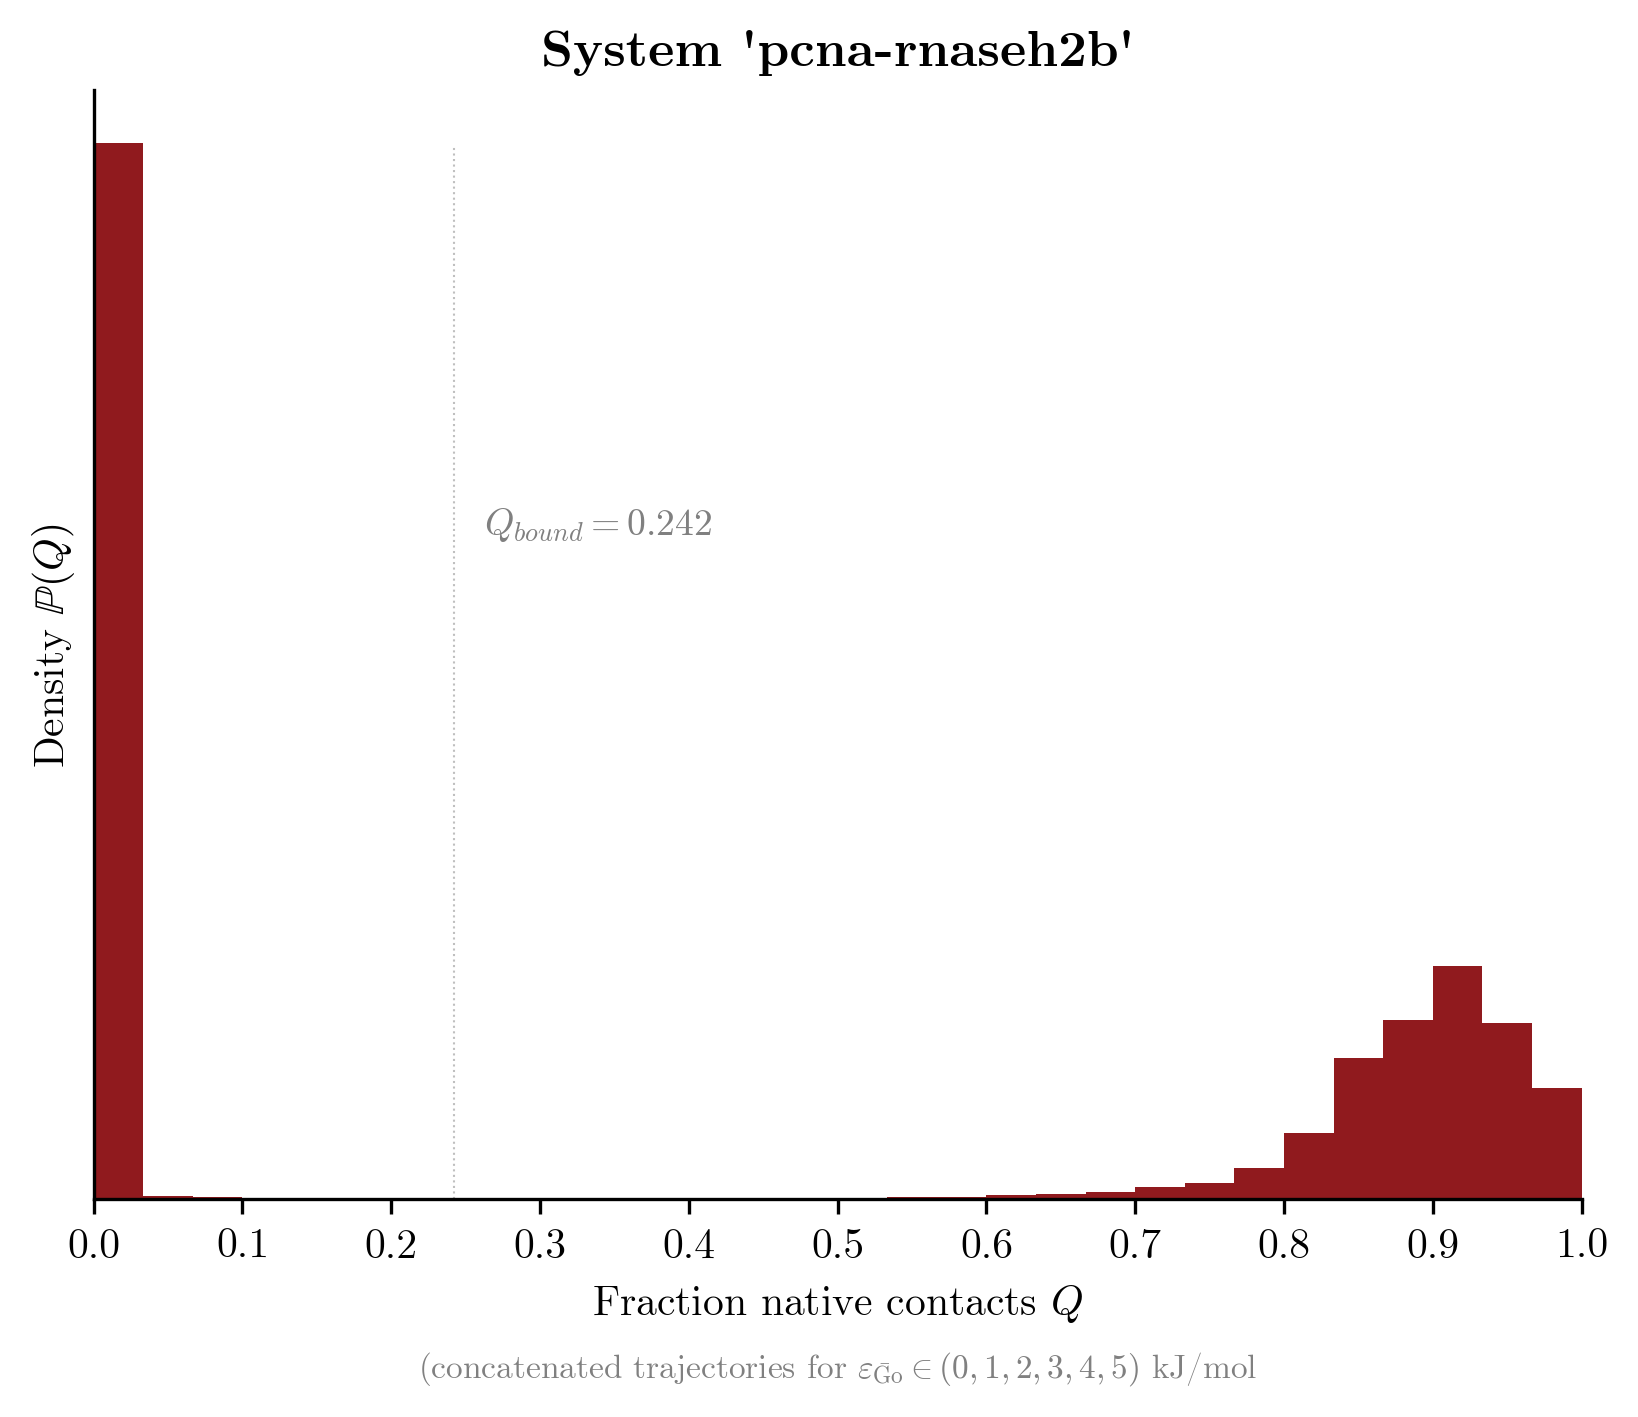 System 'pcna-rnaseh2b'
Density ℙ(Q)
Q_bound = 0.242
0.0 0.1 0.2 0.3 0.4 0.5 0.6 0.7 0.8 0.9 1.0
Fraction native contacts Q
(concatenated trajectories for ε_Ḡo ∈ (0, 1, 2, 3, 4, 5) kJ/mol